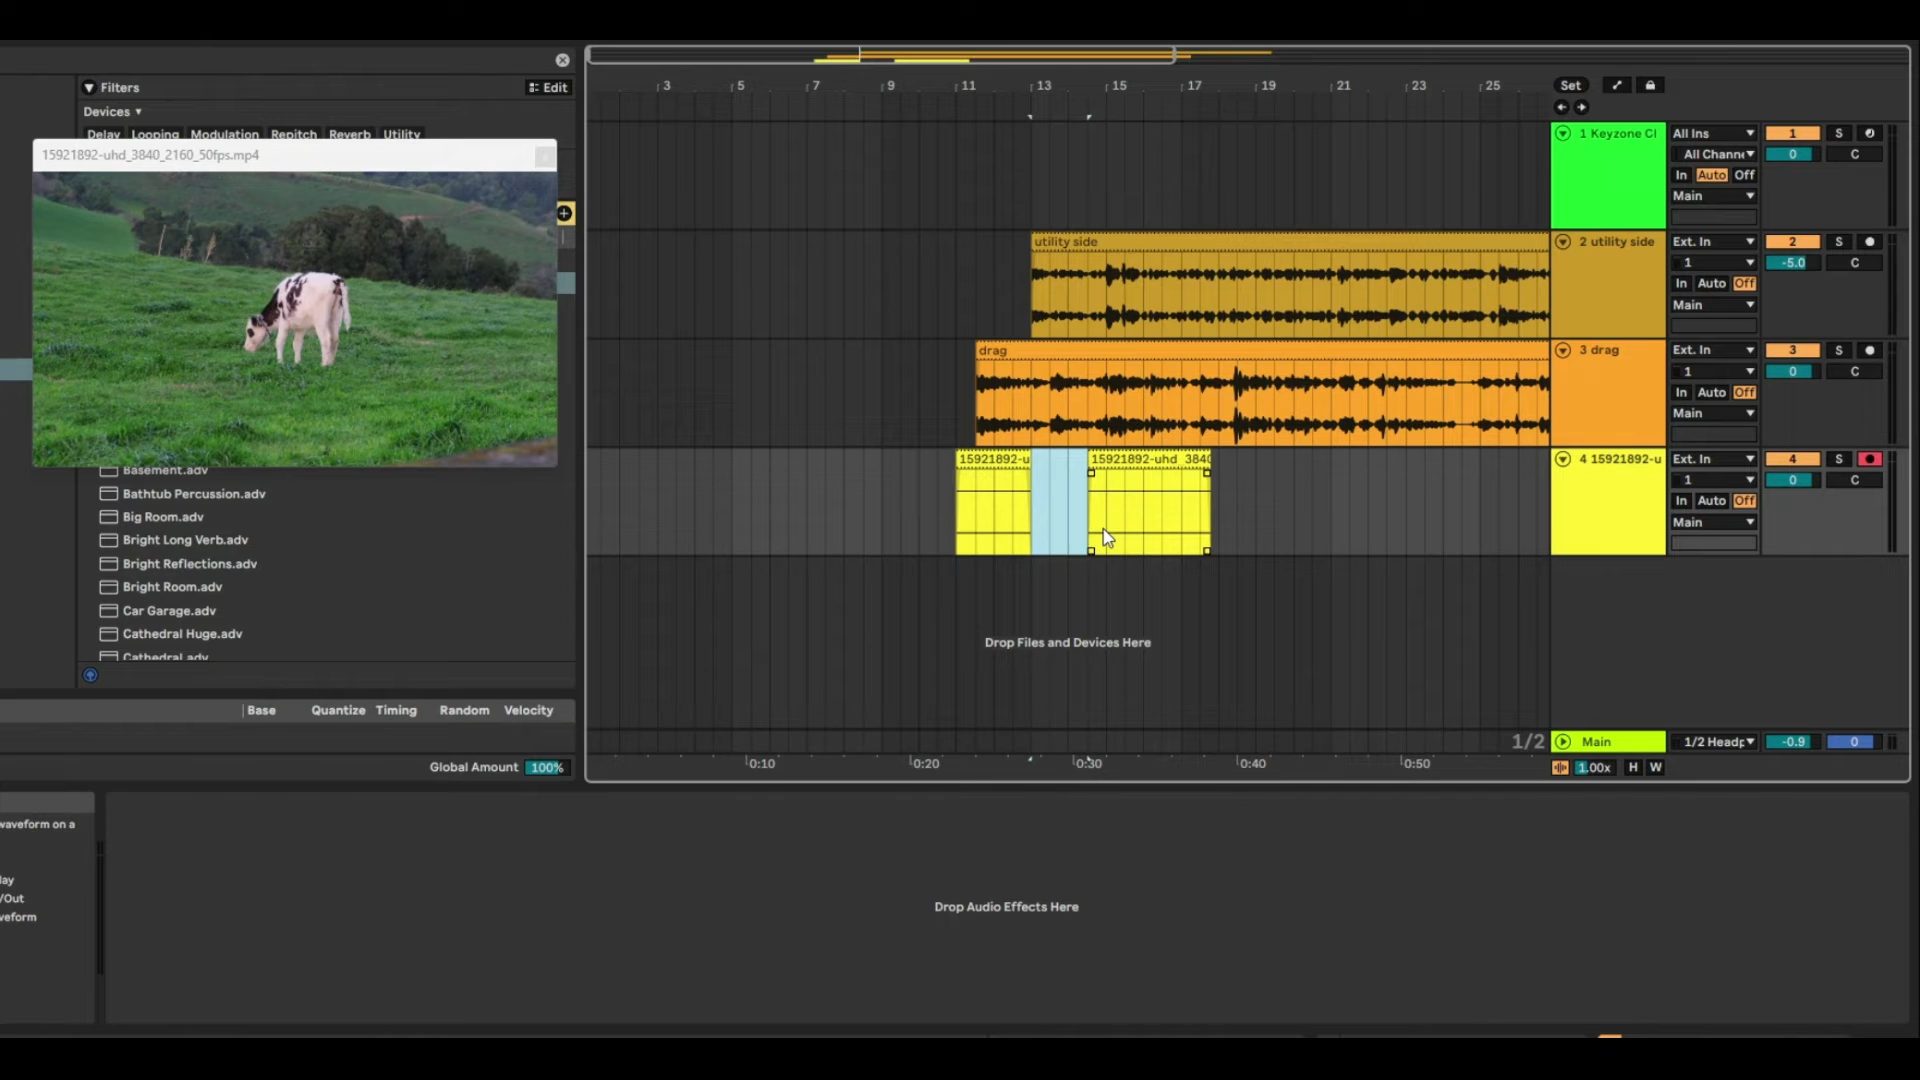 Filters
Edit
Devices
Delay Looping Modulation Repitch Reverb Utility
15921892-uhd_3840_2160_50fps.mp4
Basement.adv
Bathtub Percussion.adv
Big Room.adv
Bright Long Verb.adv
Bright Reflections.adv
Bright Room.adv
Car Garage.adv
Cathedral Huge.adv
Cathedral.adv
Base Quantize Timing Random Velocity
Global Amount 100%
3 5 7 9 11 13 15 17 19 21 23 25
Set
1 Keyzone Cl
All Ins
1 S
All Channe
0 C
In Auto Off
Main
utility side
2 utility side
Ext. In
2 S
1
-5.0 C
In Auto Off
Main
drag
3 drag
Ext. In
3 S
1
0 C
In Auto Off
Main
15921892-u
15921892-uhd_384(
4 15921892-u
Ext. In
4 S
1
0 C
In Auto Off
Main
Drop Files and Devices Here
1/2
Main
1/2 Headp
-0.9 0
0:10 0:20 0:30 0:40 0:50
1.00x H W
waveform on a
lay
/Out
veform
Drop Audio Effects Here